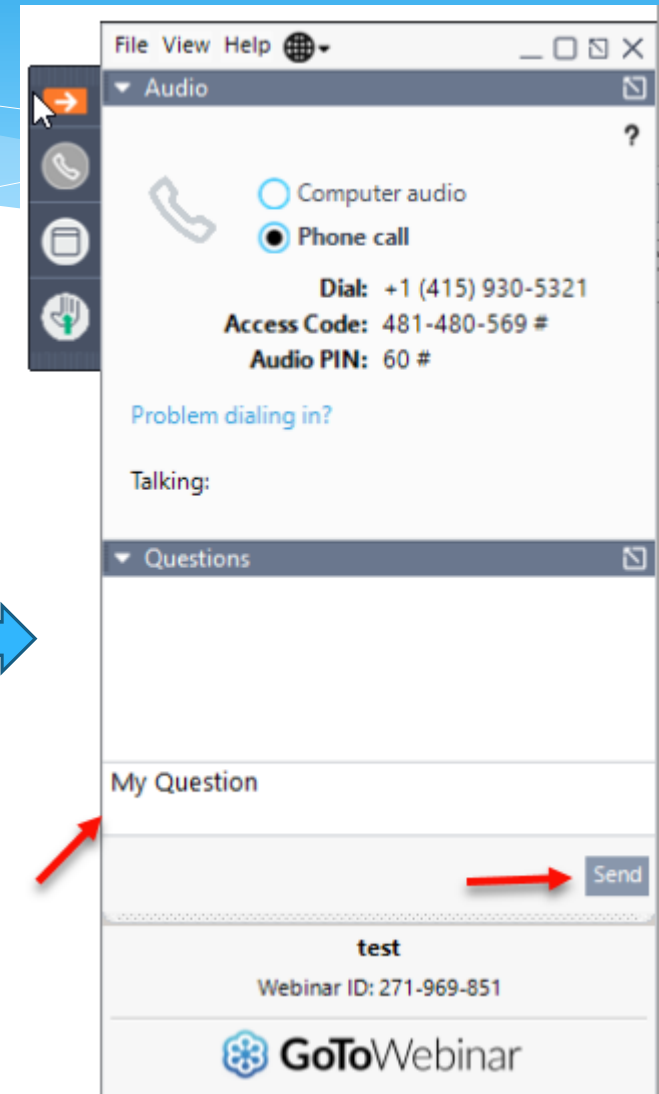 File View Help
Audio
?
Computer audio
Phone call
Dial: +1 (415) 930-5321
Access Code: 481-480-569 #
Audio PIN: 60 #
Problem dialing in?
Talking:
Questions
My Question
Send
test
Webinar ID: 271-969-851
GoToWebinar